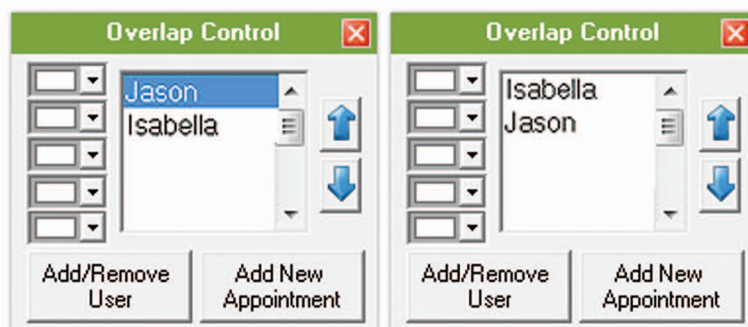 Overlap Control
Jason
Isabella
Add/Remove
User
Add New
Appointment
Overlap Control
Isabella
Jason
Add/Remove
User
Add New
Appointment